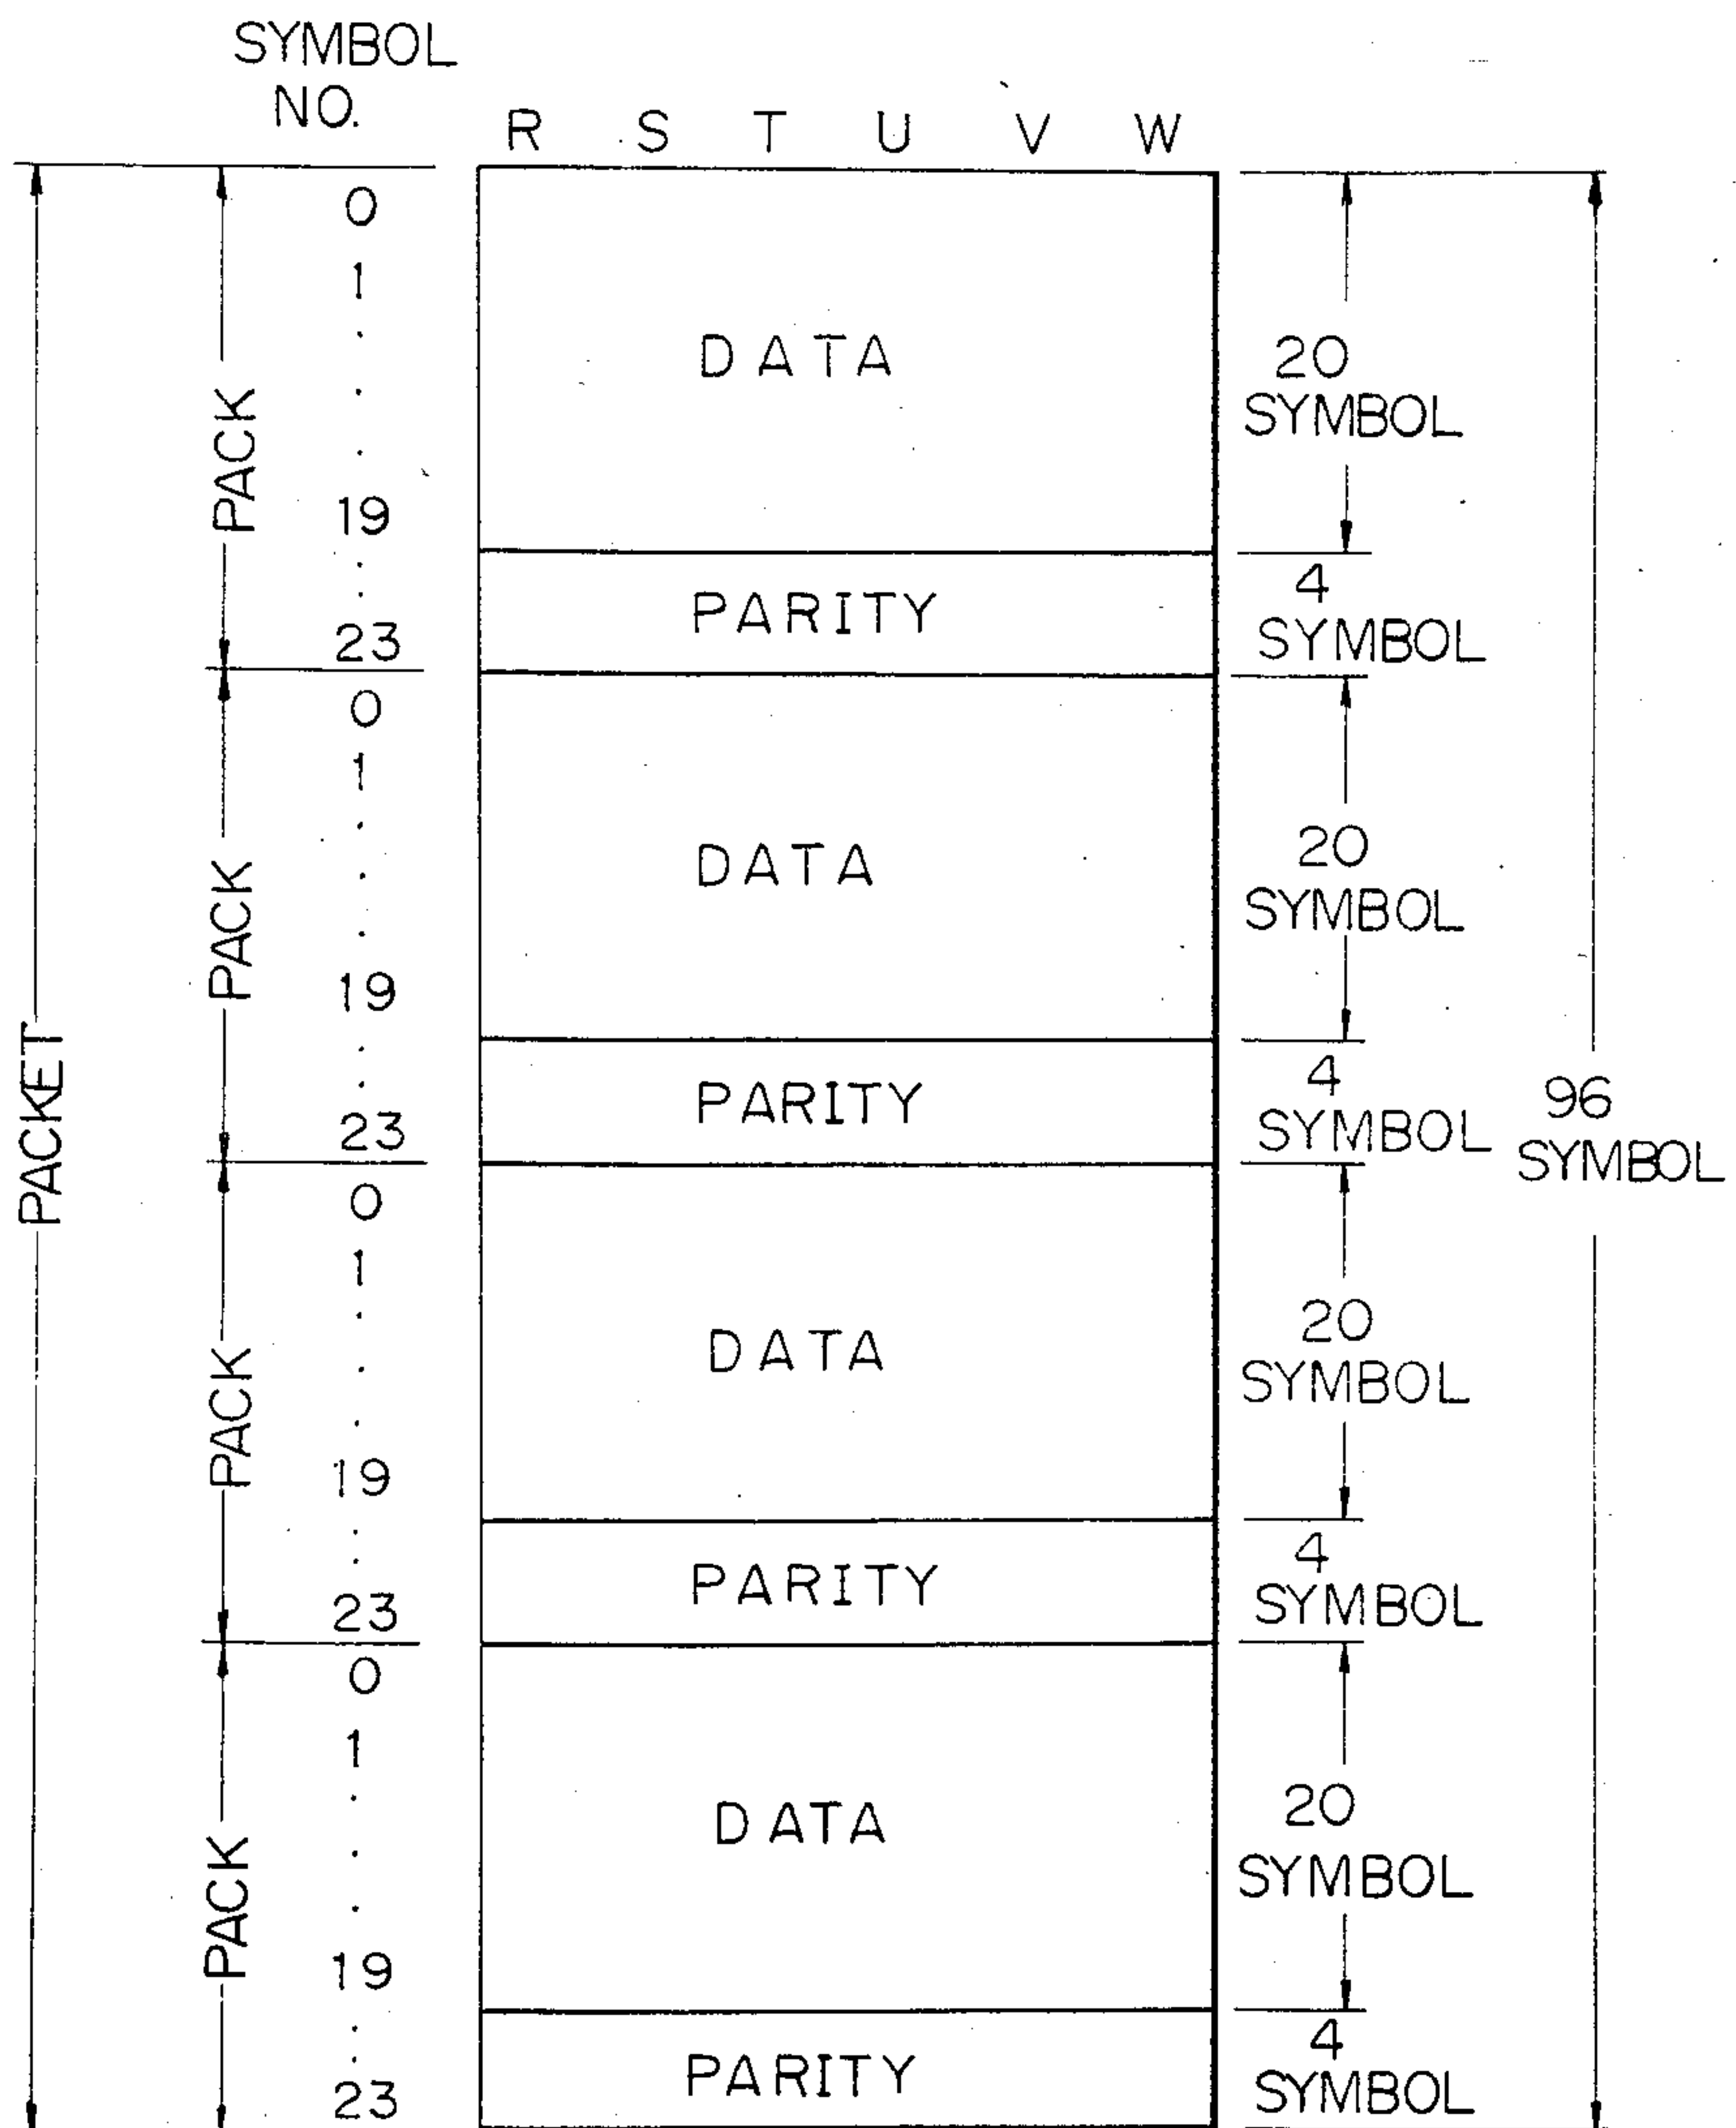 SYMBOL
NO.
R S T U V W
PACKET
PACK
0
1
19
23
DATA
20
SYMBOL
PARITY
4
SYMBOL
PACK
0
1
19
23
DATA
20
SYMBOL
PARITY
4
SYMBOL
96
SYMBOL
PACK
0
1
19
23
DATA
20
SYMBOL
PARITY
4
SYMBOL
PACK
0
1
19
23
DATA
20
SYMBOL
PARITY
4
SYMBOL